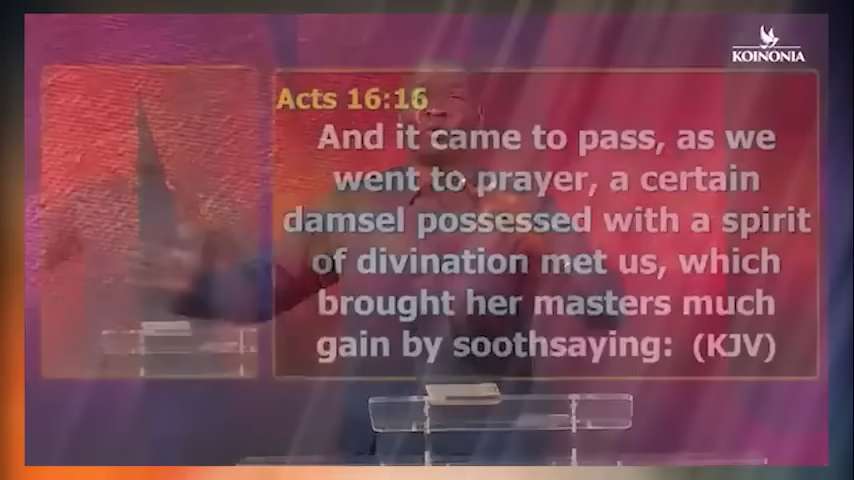 KOINONIA
Acts 16:16
And it came to pass, as we
went to prayer, a certain
damsel possessed with a spirit
of divination met us, which
brought her masters much
gain by soothsaying: (KJV)